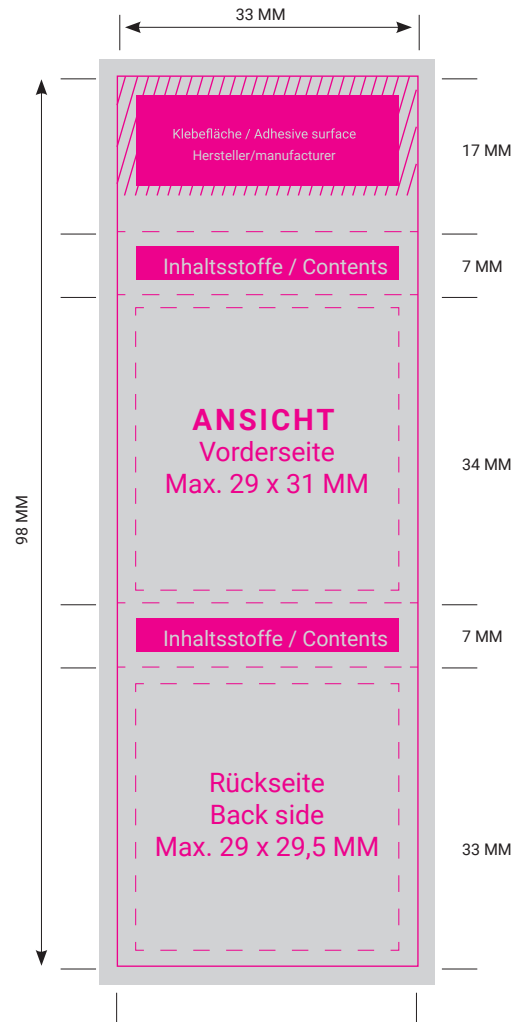 33 MM
Klebefläche / Adhesive surface
Hersteller/manufacturer
17 MM
Inhaltsstoffe / Contents
7 MM
ANSICHT
Vorderseite
Max. 29 x 31 MM
34 MM
98 MM
Inhaltsstoffe / Contents
7 MM
Rückseite
Back side
Max. 29 x 29,5 MM
33 MM